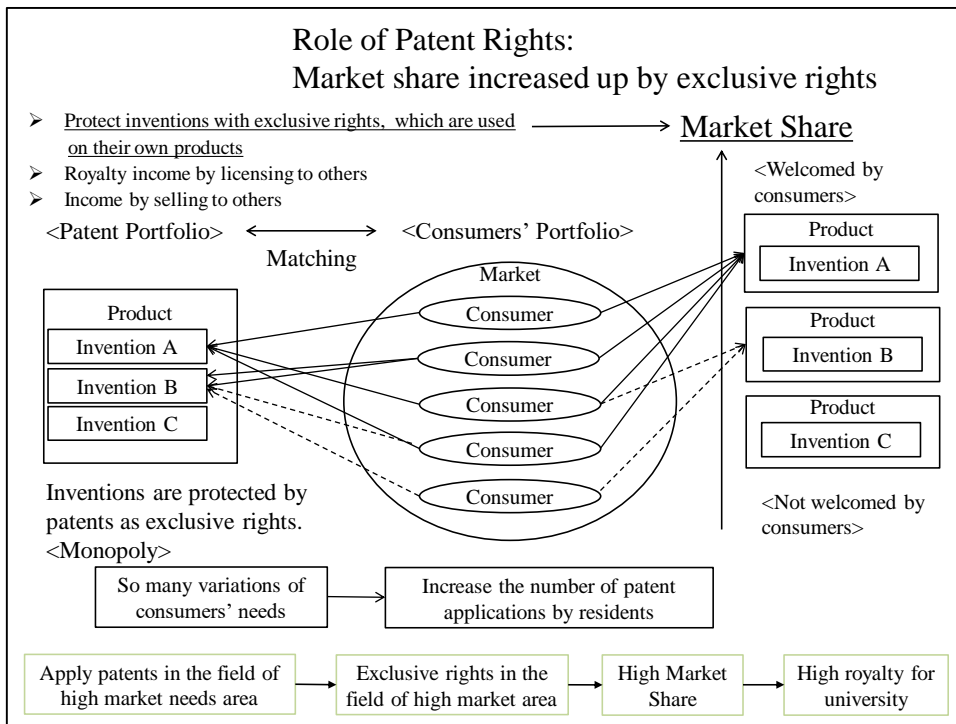 Role of Patent Rights:
Market share increased up by exclusive rights
➢ Protect inventions with exclusive rights, which are used
on their own products
➢ Royalty income by licensing to others
➢ Income by selling to others
Market Share
<Welcomed by
consumers>
<Patent Portfolio>
Matching
<Consumers’ Portfolio>
Product
Invention A
Invention B
Invention C
Market
Consumer
Consumer
Consumer
Consumer
Consumer
Product
Invention A
Product
Invention B
Product
Invention C
<Not welcomed by
consumers>
Inventions are protected by
patents as exclusive rights.
<Monopoly>
So many variations of
consumers’ needs
Increase the number of patent
applications by residents
Apply patents in the field of
high market needs area
Exclusive rights in the
field of high market area
High Market
Share
High royalty for
university